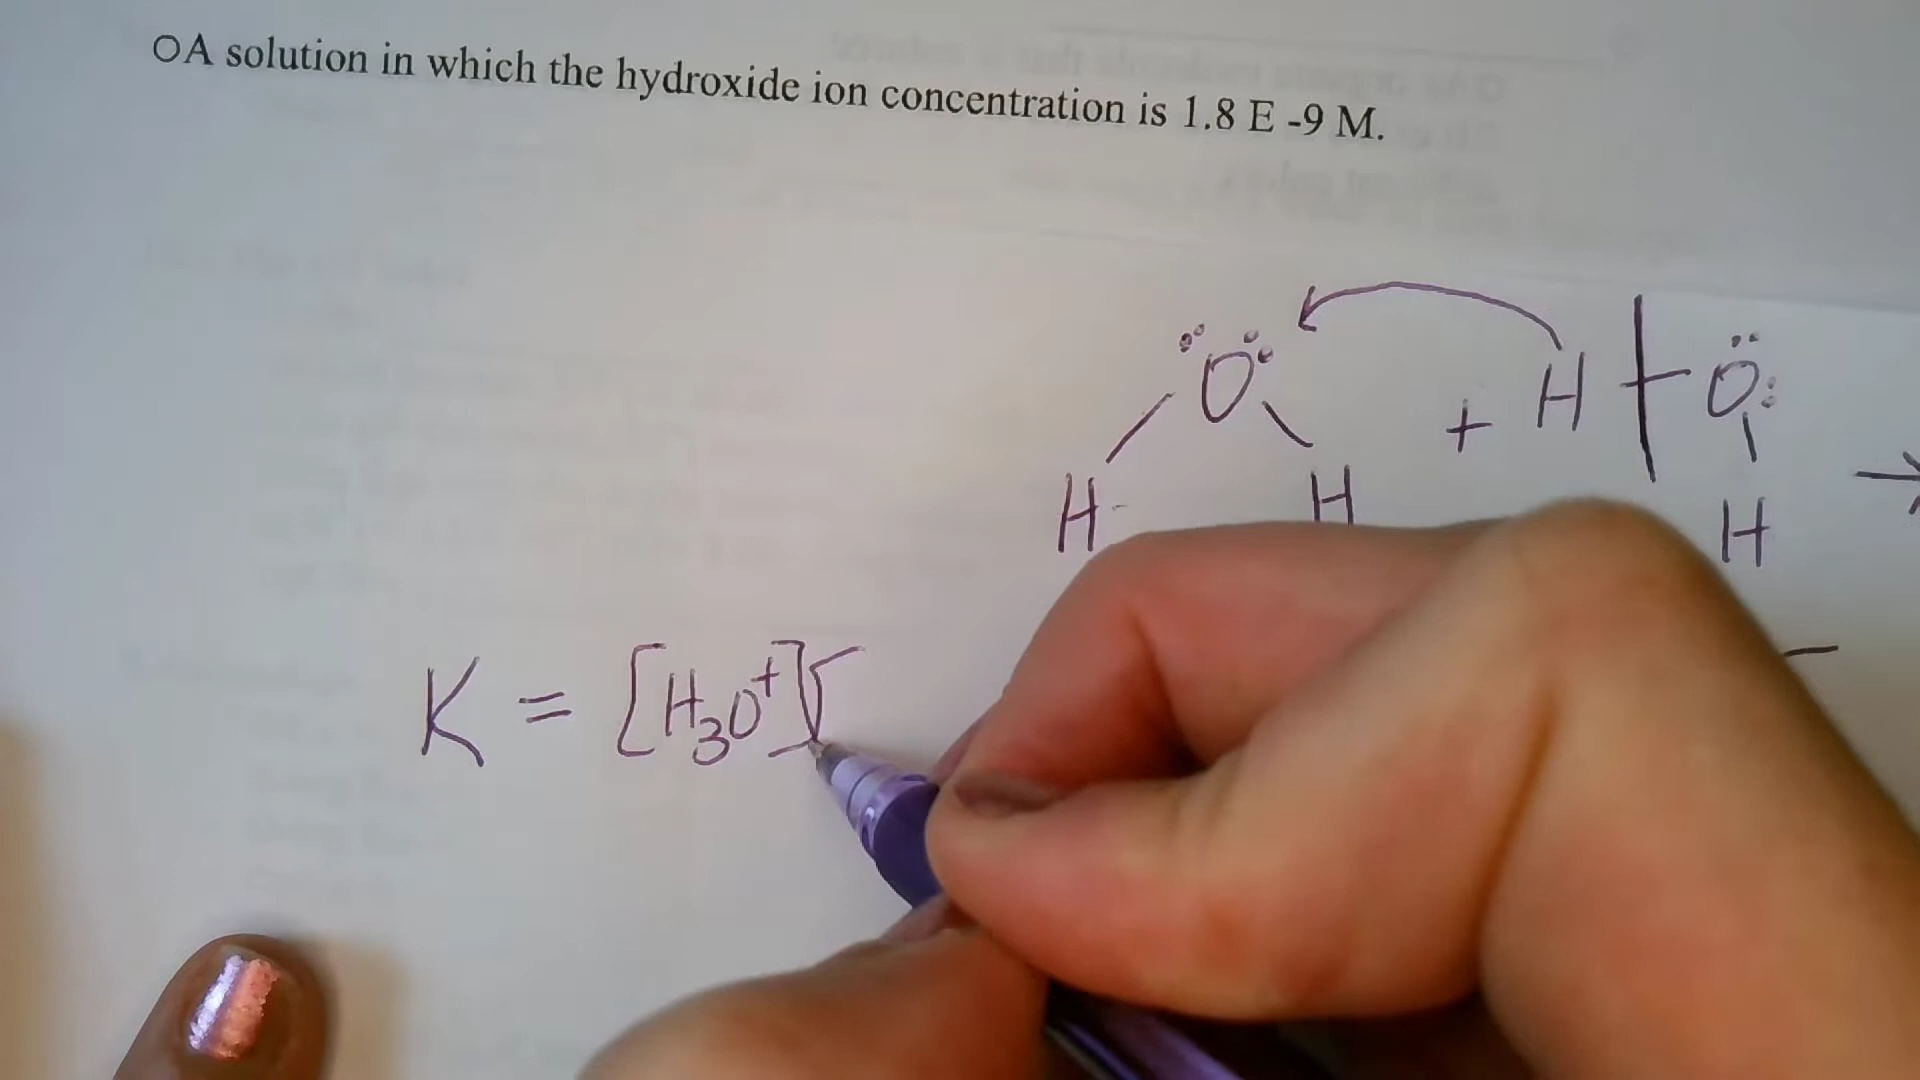 A solution in which the hydroxide ion concentration is 1.8 E -9 M.
O + H O: →
H H H
K = [H₃O⁺][